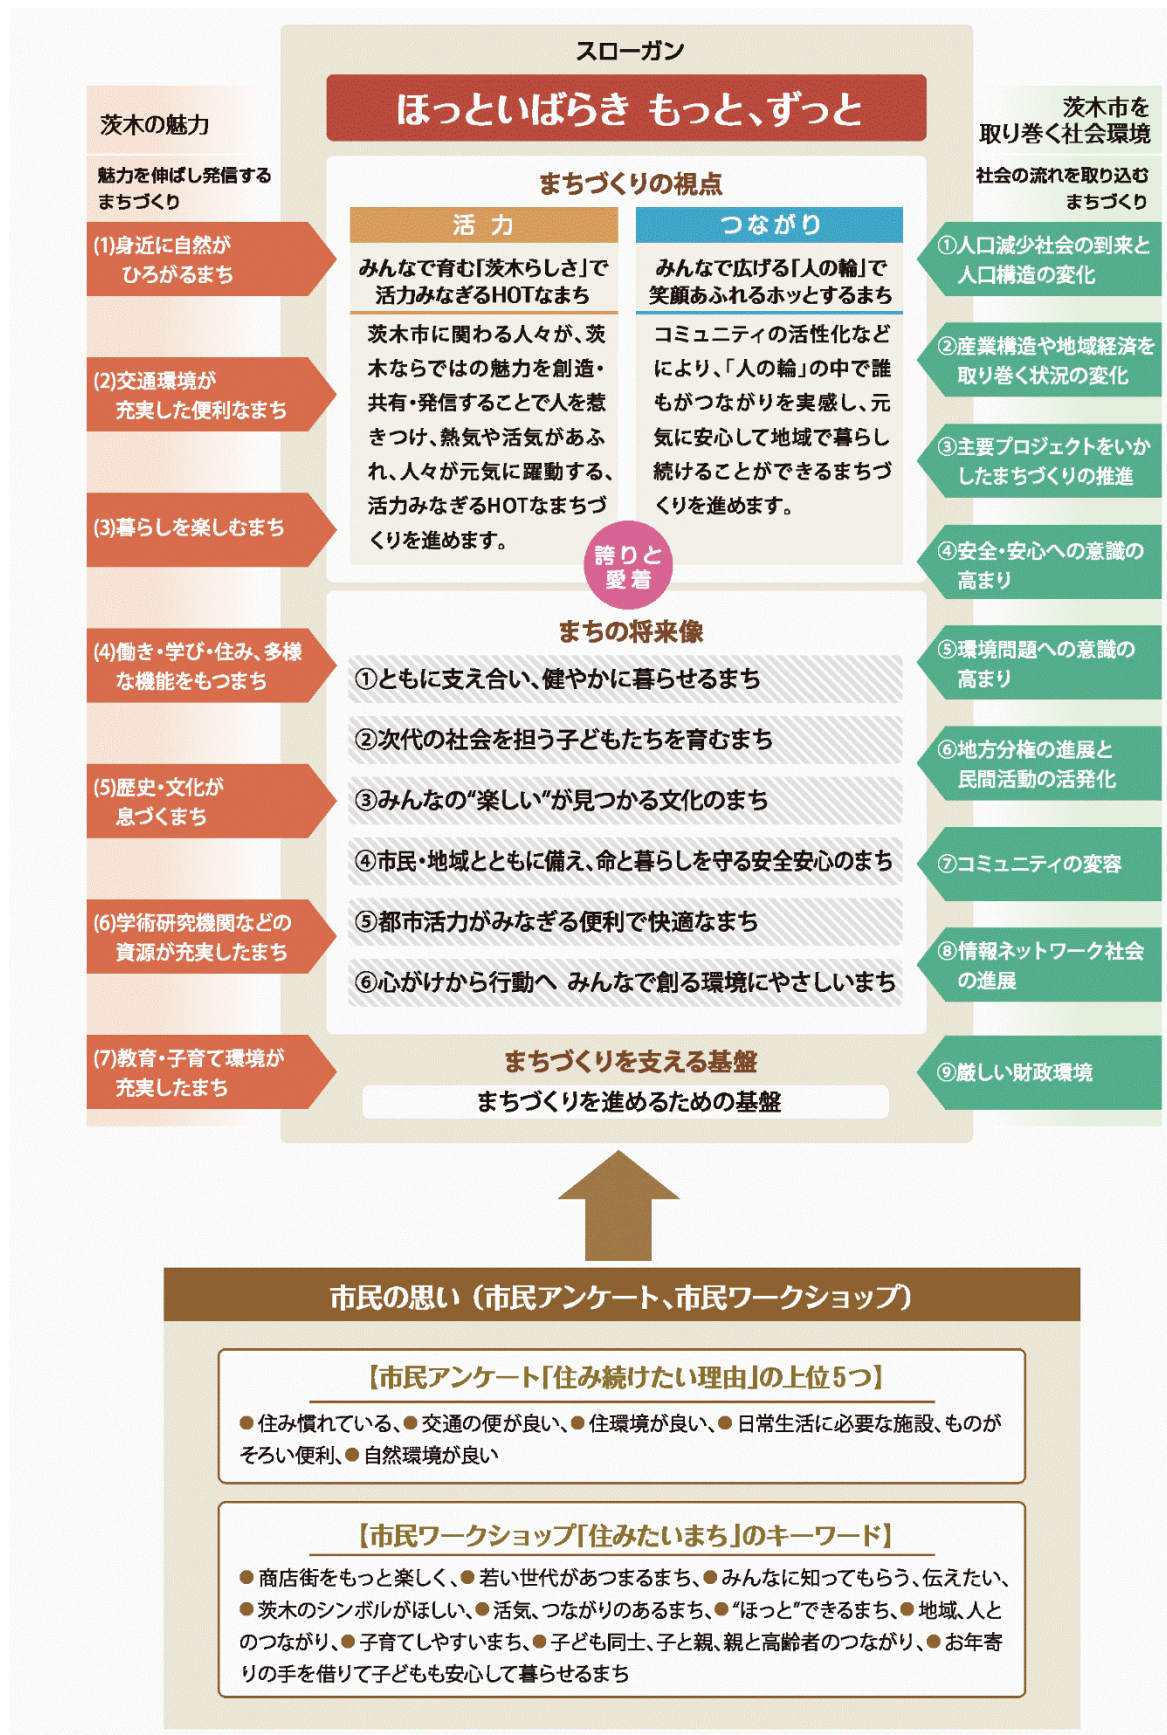 スローガン
ほっといばらき もっと、ずっと
茨木の魅力
魅力を伸ばし発信する
まちづくり
(1)身近に自然が
ひろがるまち
(2)交通環境が
充実した便利なまち
(3)暮らしを楽しむまち
(4)働き・学び・住み、多様
な機能をもつまち
(5)歴史・文化が
息づくまち
(6)学術研究機関などの
資源が充実したまち
(7)教育・子育て環境が
充実したまち
まちづくりの視点
活力
みんなで育む「茨木らしさ」で
活力みなぎるHOTなまち
茨木市に関わる人々が、茨
木ならではの魅力を創造・
共有・発信することで人を惹
きつけ、熱気や活気があふ
れ、人々が元気に躍動する、
活力みなぎるHOTなまちづ
くりを進めます。
つながり
みんなで広げる「人の輪」で
笑顔あふれるホッとするまち
コミュニティの活性化など
により、「人の輪」の中で誰
もがつながりを実感し、元
気に安心して地域で暮らし
続けることができるまちづ
くりを進めます。
誇りと
愛着
まちの将来像
①ともに支え合い、健やかに暮らせるまち
②次代の社会を担う子どもたちを育むまち
③みんなの“楽しい”が見つかる文化のまち
④市民・地域とともに備え、命と暮らしを守る安全安心のまち
⑤都市活力がみなぎる便利で快適なまち
⑥心がけから行動へ みんなで創る環境にやさしいまち
まちづくりを支える基盤
まちづくりを進めるための基盤
茨木市を
取り巻く社会環境
社会の流れを取り込む
まちづくり
①人口減少社会の到来と
人口構造の変化
②産業構造や地域経済を
取り巻く状況の変化
③主要プロジェクトをいか
したまちづくりの推進
④安全・安心への意識の
高まり
⑤環境問題への意識の
高まり
⑥地方分権の進展と
民間活動の活発化
⑦コミュニティの変容
⑧情報ネットワーク社会
の進展
⑨厳しい財政環境
市民の思い（市民アンケート、市民ワークショップ）
【市民アンケート「住み続けたい理由」の上位5つ】
●住み慣れている、●交通の便が良い、●住環境が良い、●日常生活に必要な施設、ものが
そろい便利、●自然環境が良い
【市民ワークショップ「住みたいまち」のキーワード】
●商店街をもっと楽しく、●若い世代があつまるまち、●みんなに知ってもらう、伝えたい、
●茨木のシンボルがほしい、●活気、つながりのあるまち、●“ほっと”できるまち、●地域、人と
のつながり、●子育てしやすいまち、●子ども同士、子と親、親と高齢者のつながり、●お年寄
りの手を借りて子どもも安心して暮らせるまち